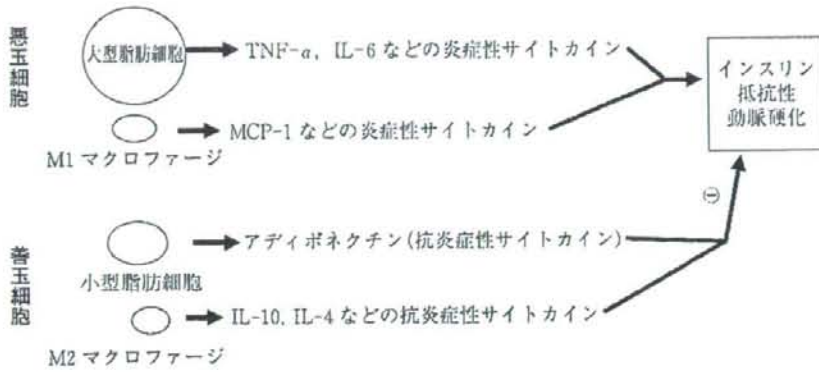 悪玉細胞
大型脂肪細胞
TNF-α, IL-6 などの炎症性サイトカイン
MCP-1 などの炎症性サイトカイン
M1 マクロファージ
インスリン
抵抗性
動脈硬化
⊖
善玉細胞
アディポネクチン(抗炎症性サイトカイン)
小型脂肪細胞
IL-10, IL-4 などの抗炎症性サイトカイン
M2 マクロファージ